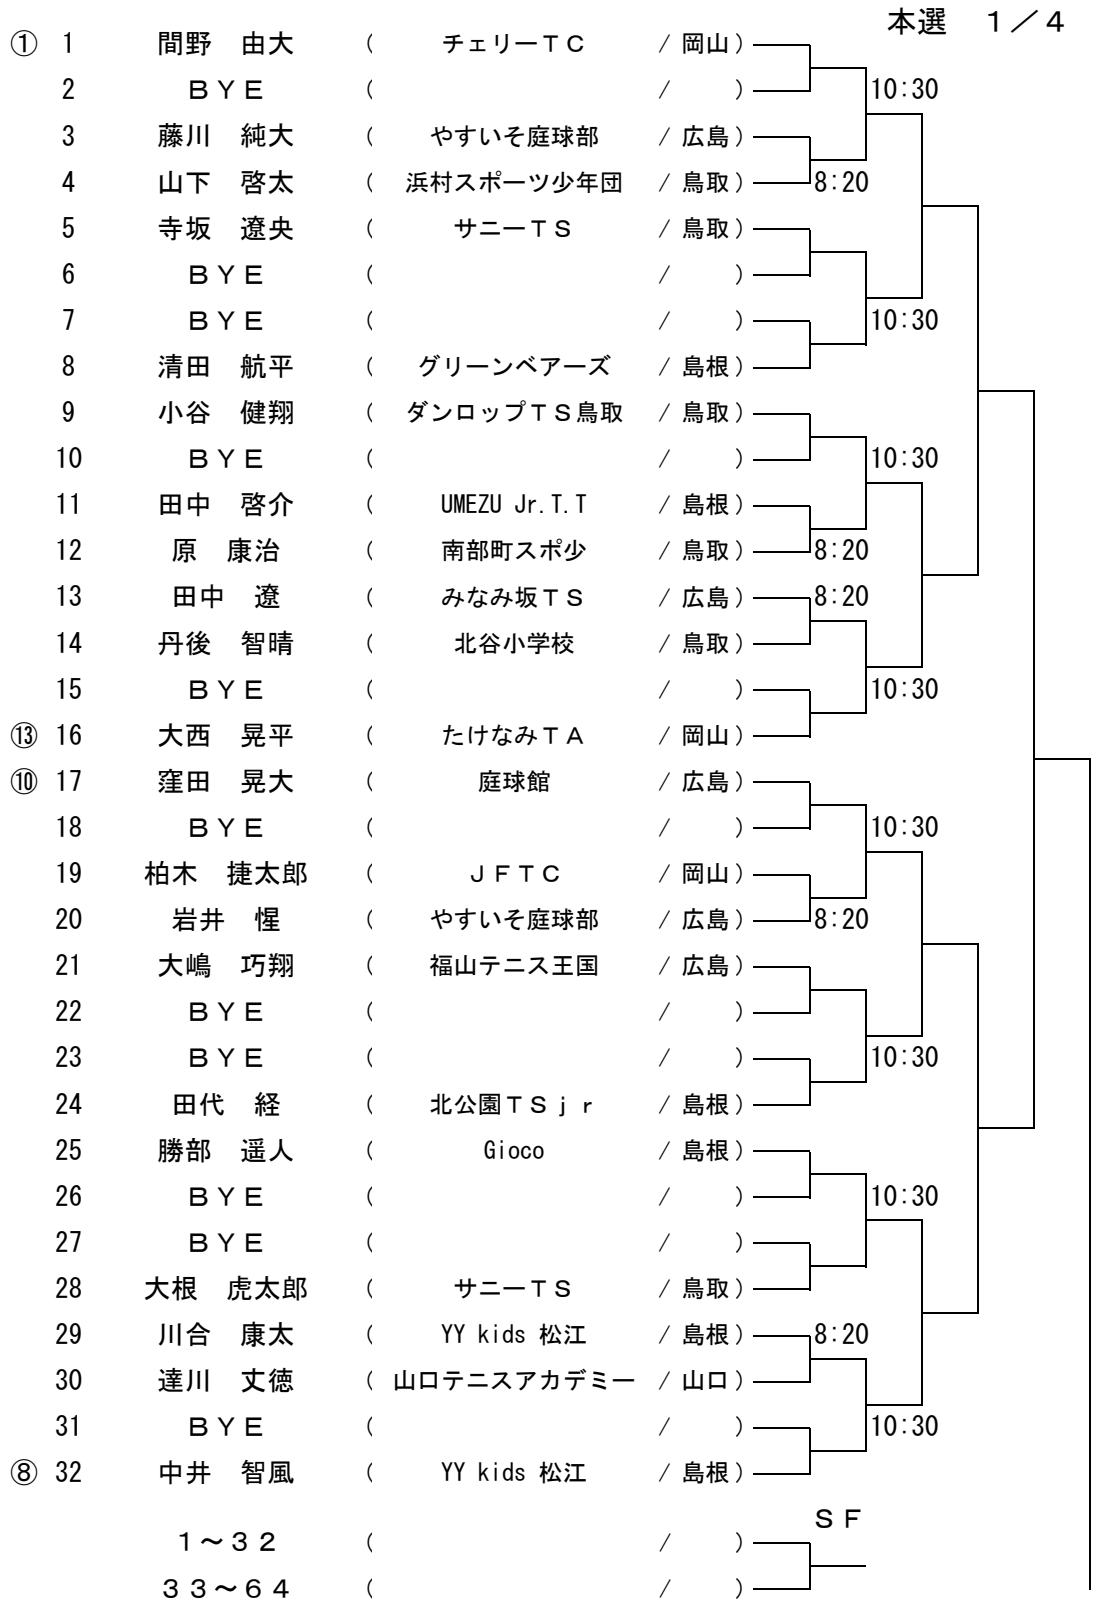 本選　１／４
① 1 間野　由大 ( チェリーＴＣ / 岡山 )
2 ＢＹＥ ( / ) 10:30
3 藤川　純大 ( やすいそ庭球部 / 広島 )
4 山下　啓太 ( 浜村スポーツ少年団 / 鳥取 ) 8:20
5 寺坂　遼央 ( サニーＴＳ / 鳥取 )
6 ＢＹＥ ( / )
7 ＢＹＥ ( / ) 10:30
8 清田　航平 ( グリーンベアーズ / 島根 )
9 小谷　健翔 ( ダンロップＴＳ鳥取 / 鳥取 )
10 ＢＹＥ ( / ) 10:30
11 田中　啓介 ( UMEZU Jr.T.T / 島根 )
12 原　康治 ( 南部町スポ少 / 鳥取 ) 8:20
13 田中　遼 ( みなみ坂ＴＳ / 広島 ) 8:20
14 丹後　智晴 ( 北谷小学校 / 鳥取 )
15 ＢＹＥ ( / ) 10:30
⑬ 16 大西　晃平 ( たけなみＴＡ / 岡山 )
⑩ 17 窪田　晃大 ( 庭球館 / 広島 )
18 ＢＹＥ ( / ) 10:30
19 柏木　捷太郎 ( ＪＦＴＣ / 岡山 )
20 岩井　惺 ( やすいそ庭球部 / 広島 ) 8:20
21 大嶋　巧翔 ( 福山テニス王国 / 広島 )
22 ＢＹＥ ( / )
23 ＢＹＥ ( / ) 10:30
24 田代　経 ( 北公園ＴＳｊｒ / 島根 )
25 勝部　遥人 ( Gioco / 島根 )
26 ＢＹＥ ( / ) 10:30
27 ＢＹＥ ( / )
28 大根　虎太郎 ( サニーＴＳ / 鳥取 )
29 川合　康太 ( YY kids 松江 / 島根 ) 8:20
30 達川　丈徳 ( 山口テニスアカデミー / 山口 )
31 ＢＹＥ ( / ) 10:30
⑧ 32 中井　智風 ( YY kids 松江 / 島根 )
ＳＦ
１～３２ ( / )
３３～６４ ( / )